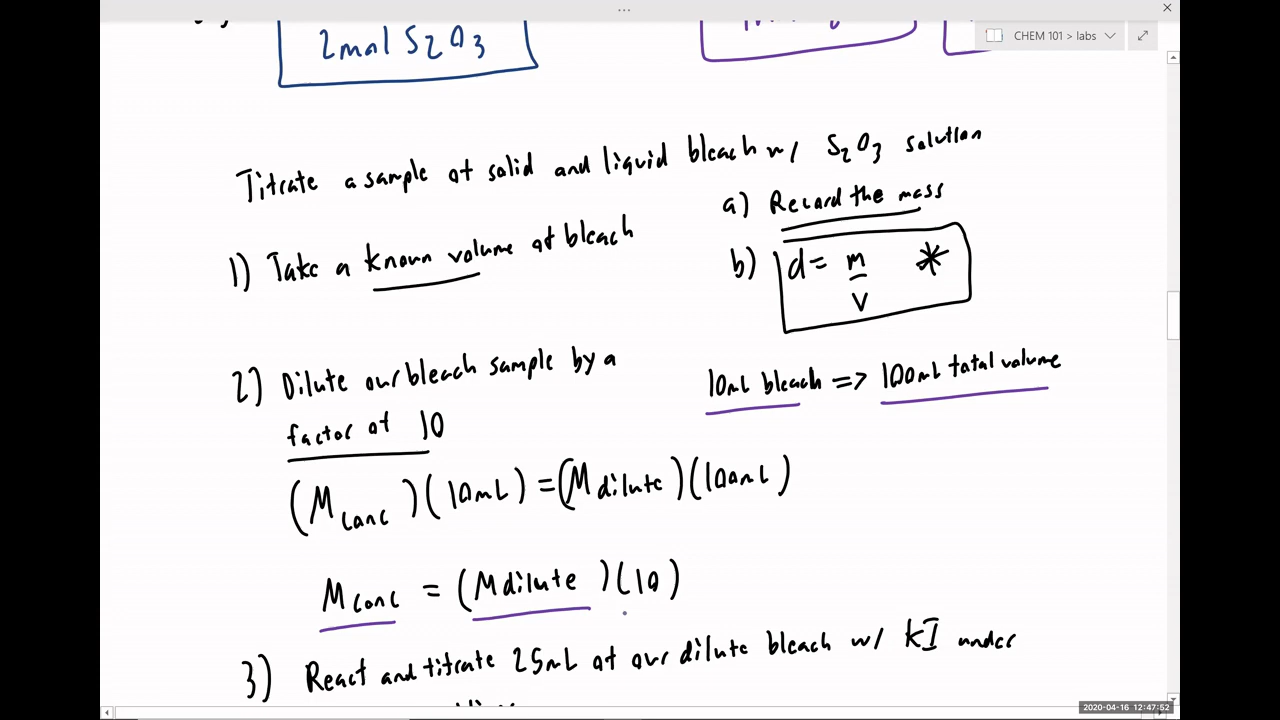 CHEM 101 > labs
2mol S2O3
Titrate a sample of solid and liquid bleach w/ S2O3 solution
1) Take a known volume of bleach
a) Record the mass
b) d = m/V *
2) Dilute our bleach sample by a
factor of 10
10mL bleach => 100mL total volume
(Mconc)(10mL) = (Mdilute)(100mL)
Mconc = (Mdilute)(10)
3) React and titrate 25mL of our dilute bleach w/ KI under
2020-04-16 12:47:52